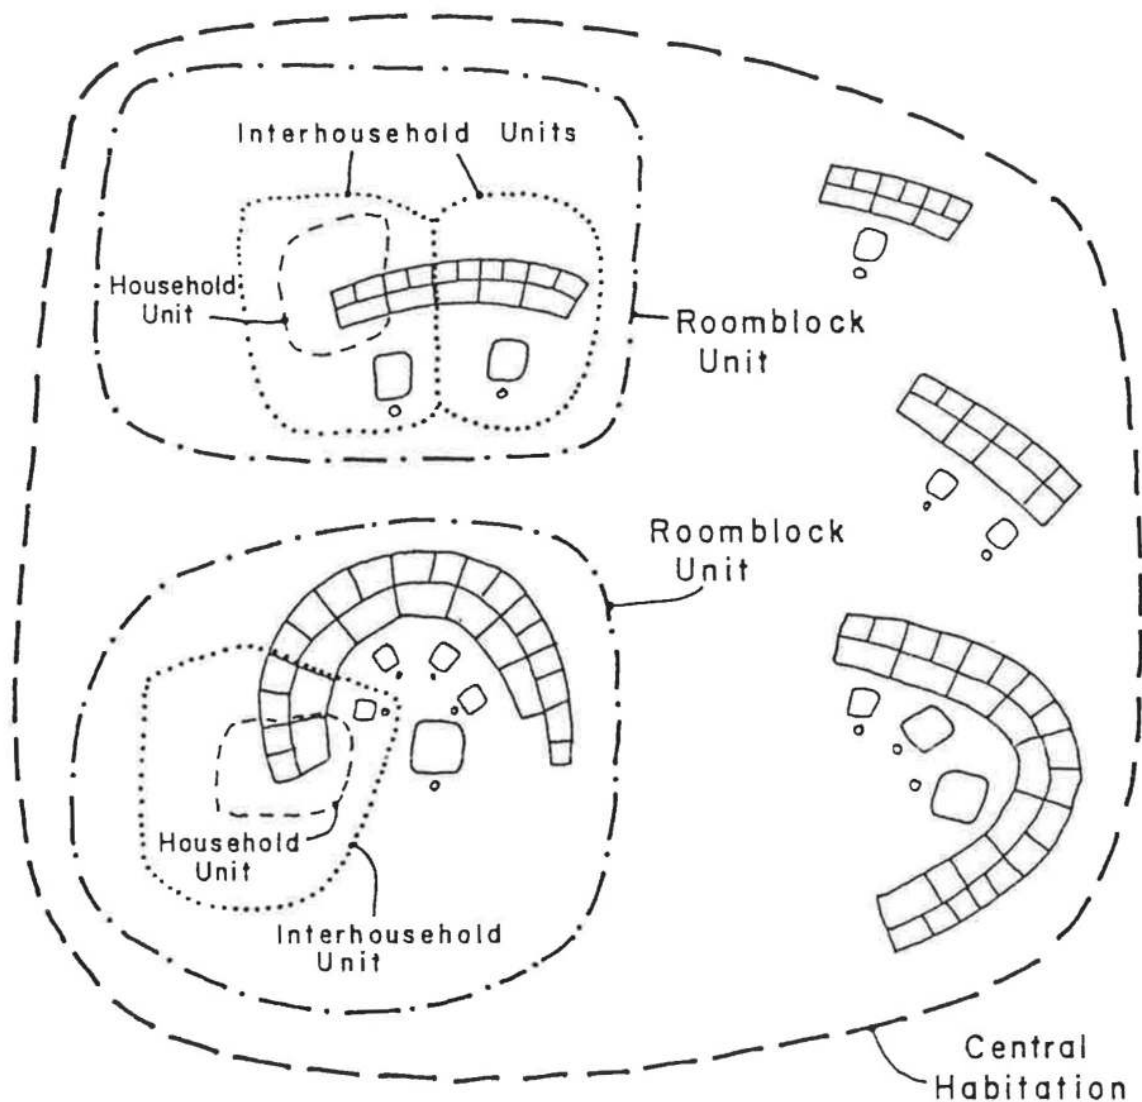 Interhousehold Units
Household
Unit
Roomblock
Unit
Roomblock
Unit
Household
Unit
Interhousehold
Unit
Central
Habitation